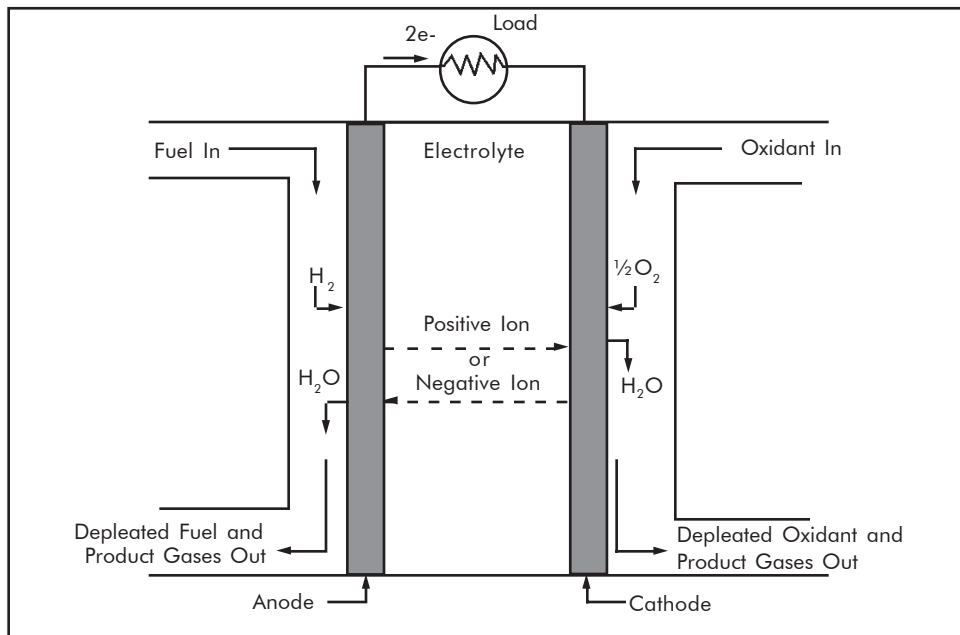 Load
2e-
Fuel In
Electrolyte
Oxidant In
H2
½O2
Positive Ion
or
Negative Ion
H2O
H2O
Depleated Fuel and
Product Gases Out
Depleated Oxidant and
Product Gases Out
Anode
Cathode